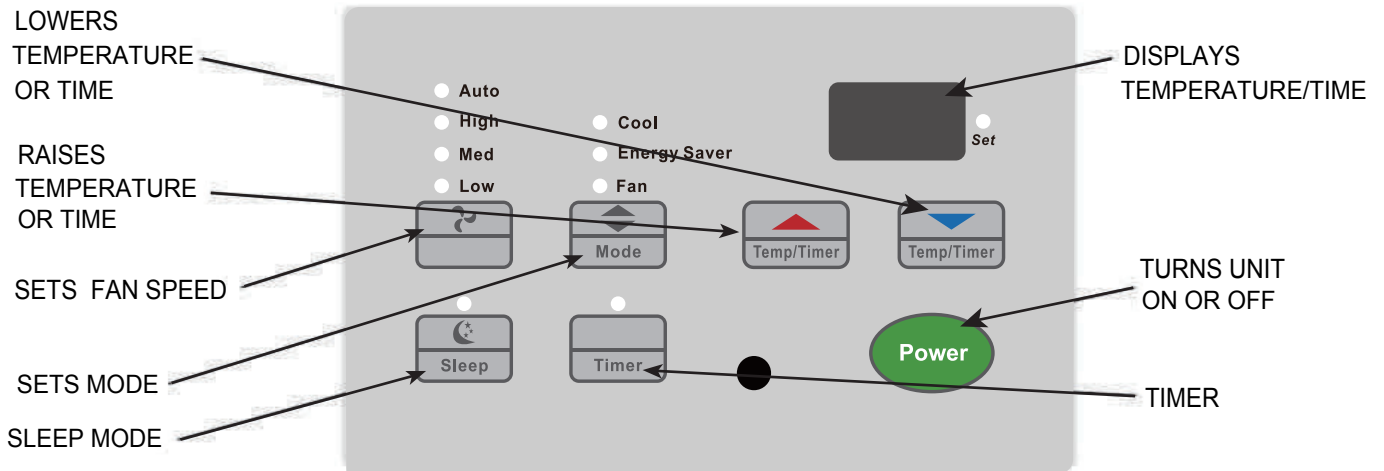 LOWERS
TEMPERATURE
OR TIME
RAISES
TEMPERATURE
OR TIME
SETS FAN SPEED
SETS MODE
SLEEP MODE
Auto
High
Med
Low
Cool
Energy Saver
Fan
Set
Mode
Temp/Timer
Temp/Timer
Sleep
Timer
Power
DISPLAYS
TEMPERATURE/TIME
TURNS UNIT
ON OR OFF
TIMER